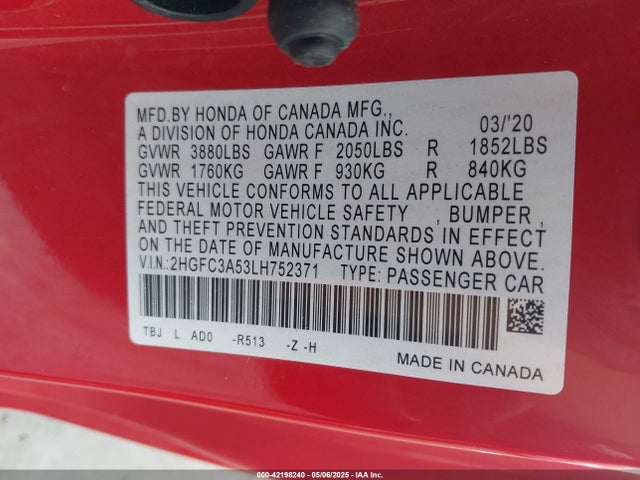 MFD.BY HONDA OF CANADA MFG.,
A DIVISION OF HONDA CANADA INC. 03/'20
GVWR 3880LBS GAWR F 2050LBS R 1852LBS
GVWR 1760KG GAWR F 930KG R 840KG
THIS VEHICLE CONFORMS TO ALL APPLICABLE
FEDERAL MOTOR VEHICLE SAFETY , BUMPER ,
AND THEFT PREVENTION STANDARDS IN EFFECT
ON THE DATE OF MANUFACTURE SHOWN ABOVE.
V.I.N.:2HGFC3A53LH752371 TYPE: PASSENGER CAR
TBJ L AD0 -R513 -Z -H
MADE IN CANADA
000-42198240 - 05/06/2025 - IAA Inc.